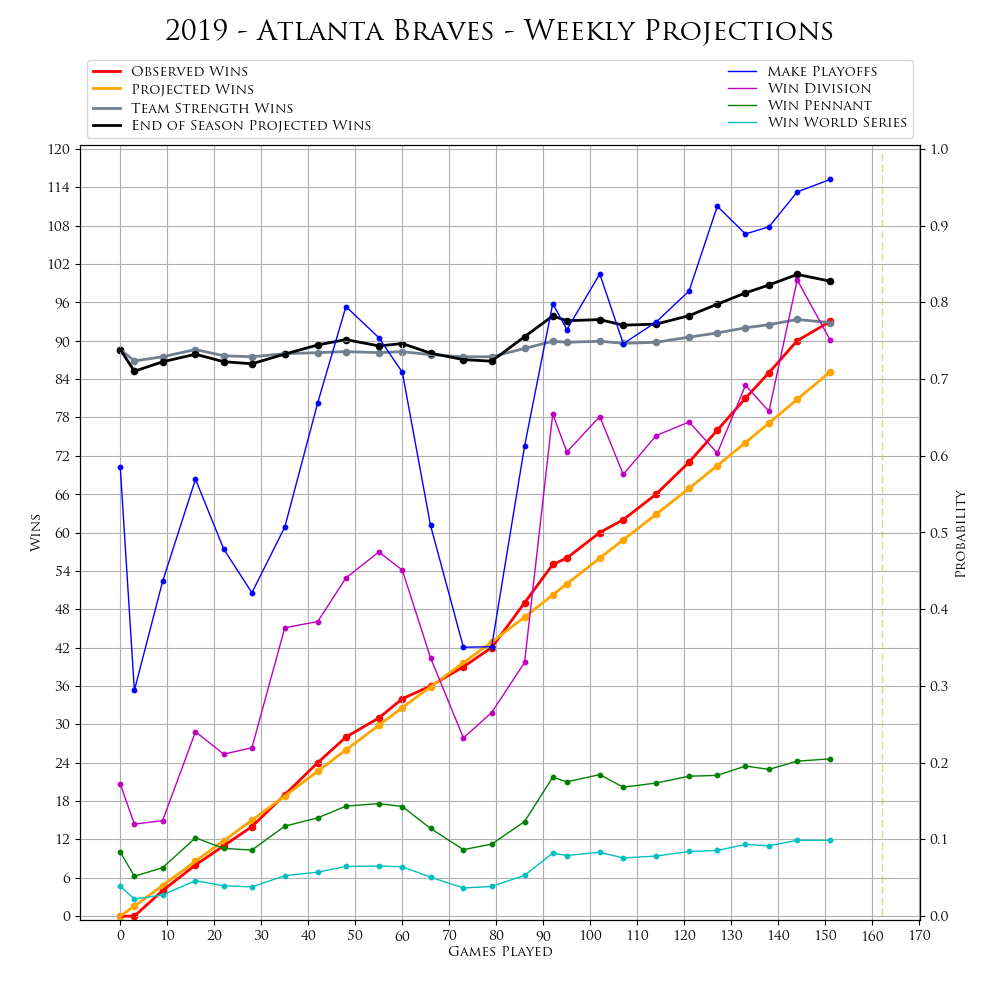 2019 - Atlanta Braves - Weekly Projections
Observed Wins
Projected Wins
Team Strength Wins
End of Season Projected Wins
Make Playoffs
Win Division
Win Pennant
Win World Series
120
114
108
102
96
90
84
78
72
66
60
54
48
42
36
30
24
18
12
6
0
Wins
1.0
0.9
0.8
0.7
0.6
0.5
0.4
0.3
0.2
0.1
0.0
Probability
0 10 20 30 40 50 60 70 80 90 100 110 120 130 140 150 160 170
Games Played